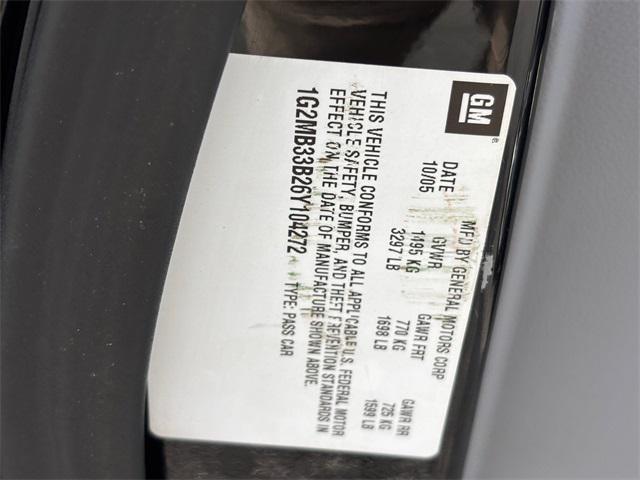 GM
MFD BY GENERAL MOTORS CORP
DATE GVWR GAWR FRT GAWR RR
10/05 1495 KG 770 KG 725 KG
3297 LB 1698 LB 1599 LB
THIS VEHICLE CONFORMS TO ALL APPLICABLE U.S. FEDERAL MOTOR
VEHICLE SAFETY, BUMPER, AND THEFT PREVENTION STANDARDS IN
EFFECT ON THE DATE OF MANUFACTURE SHOWN ABOVE.
1G2MB33B26Y104272 TYPE: PASS CAR